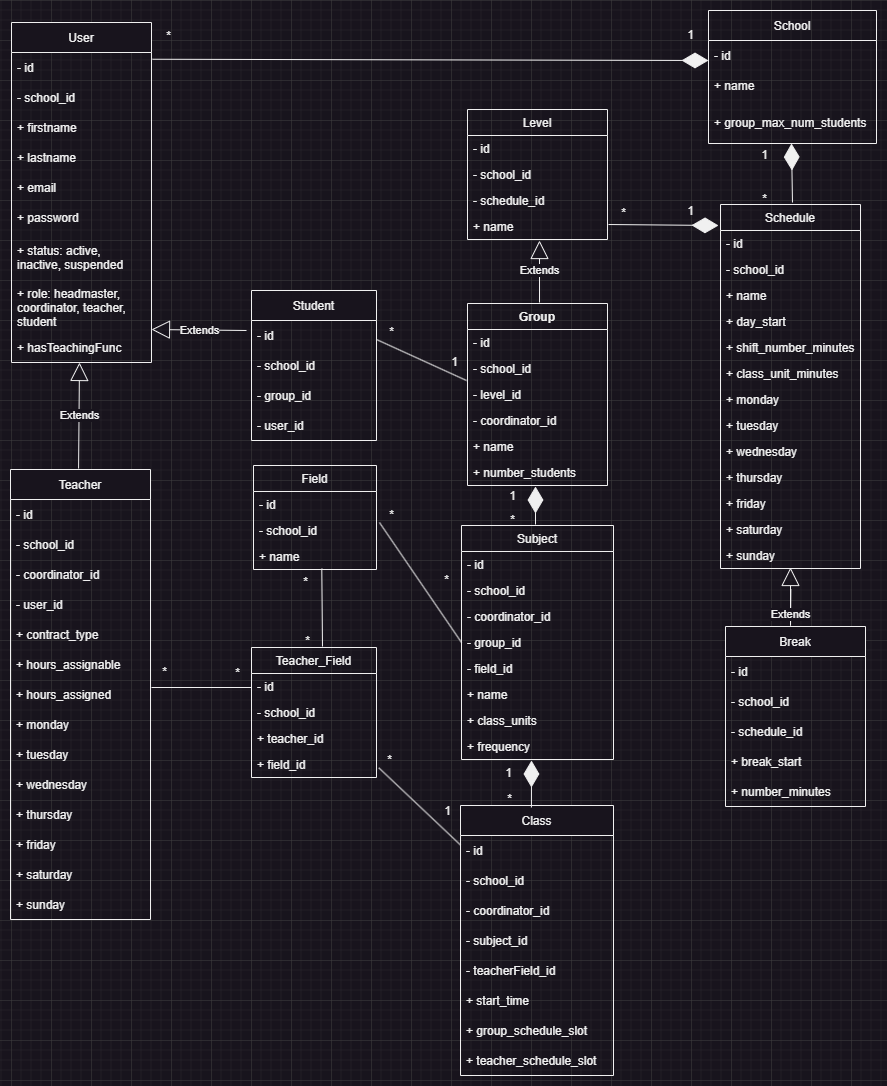 User
- id
- school_id
+ firstname
+ lastname
+ email
+ password
+ status: active,
inactive, suspended
+ role: headmaster,
coordinator, teacher,
student
+ hasTeachingFunc
*
1
School
- id
+ name
+ group_max_num_students
1
*
Level
- id
- school_id
- schedule_id
+ name
*
1
Schedule
- id
- school_id
+ name
+ day_start
+ shift_number_minutes
+ class_unit_minutes
+ monday
+ tuesday
+ wednesday
+ thursday
+ friday
+ saturday
+ sunday
Extends
Student
- id
- school_id
- group_id
- user_id
Extends
*
1
Group
- id
- school_id
- level_id
- coordinator_id
+ name
+ number_students
Extends
Teacher
- id
- school_id
- coordinator_id
- user_id
+ contract_type
+ hours_assignable
+ hours_assigned
+ monday
+ tuesday
+ wednesday
+ thursday
+ friday
+ saturday
+ sunday
Field
- id
- school_id
+ name
*
*
1
*
Subject
- id
- school_id
- coordinator_id
- group_id
- field_id
+ name
+ class_units
+ frequency
*
*
Teacher_Field
- id
- school_id
+ teacher_id
+ field_id
*
*
Extends
Break
- id
- school_id
- schedule_id
+ break_start
+ number_minutes
*
1
1
*
Class
- id
- school_id
- coordinator_id
- subject_id
- teacherField_id
+ start_time
+ group_schedule_slot
+ teacher_schedule_slot